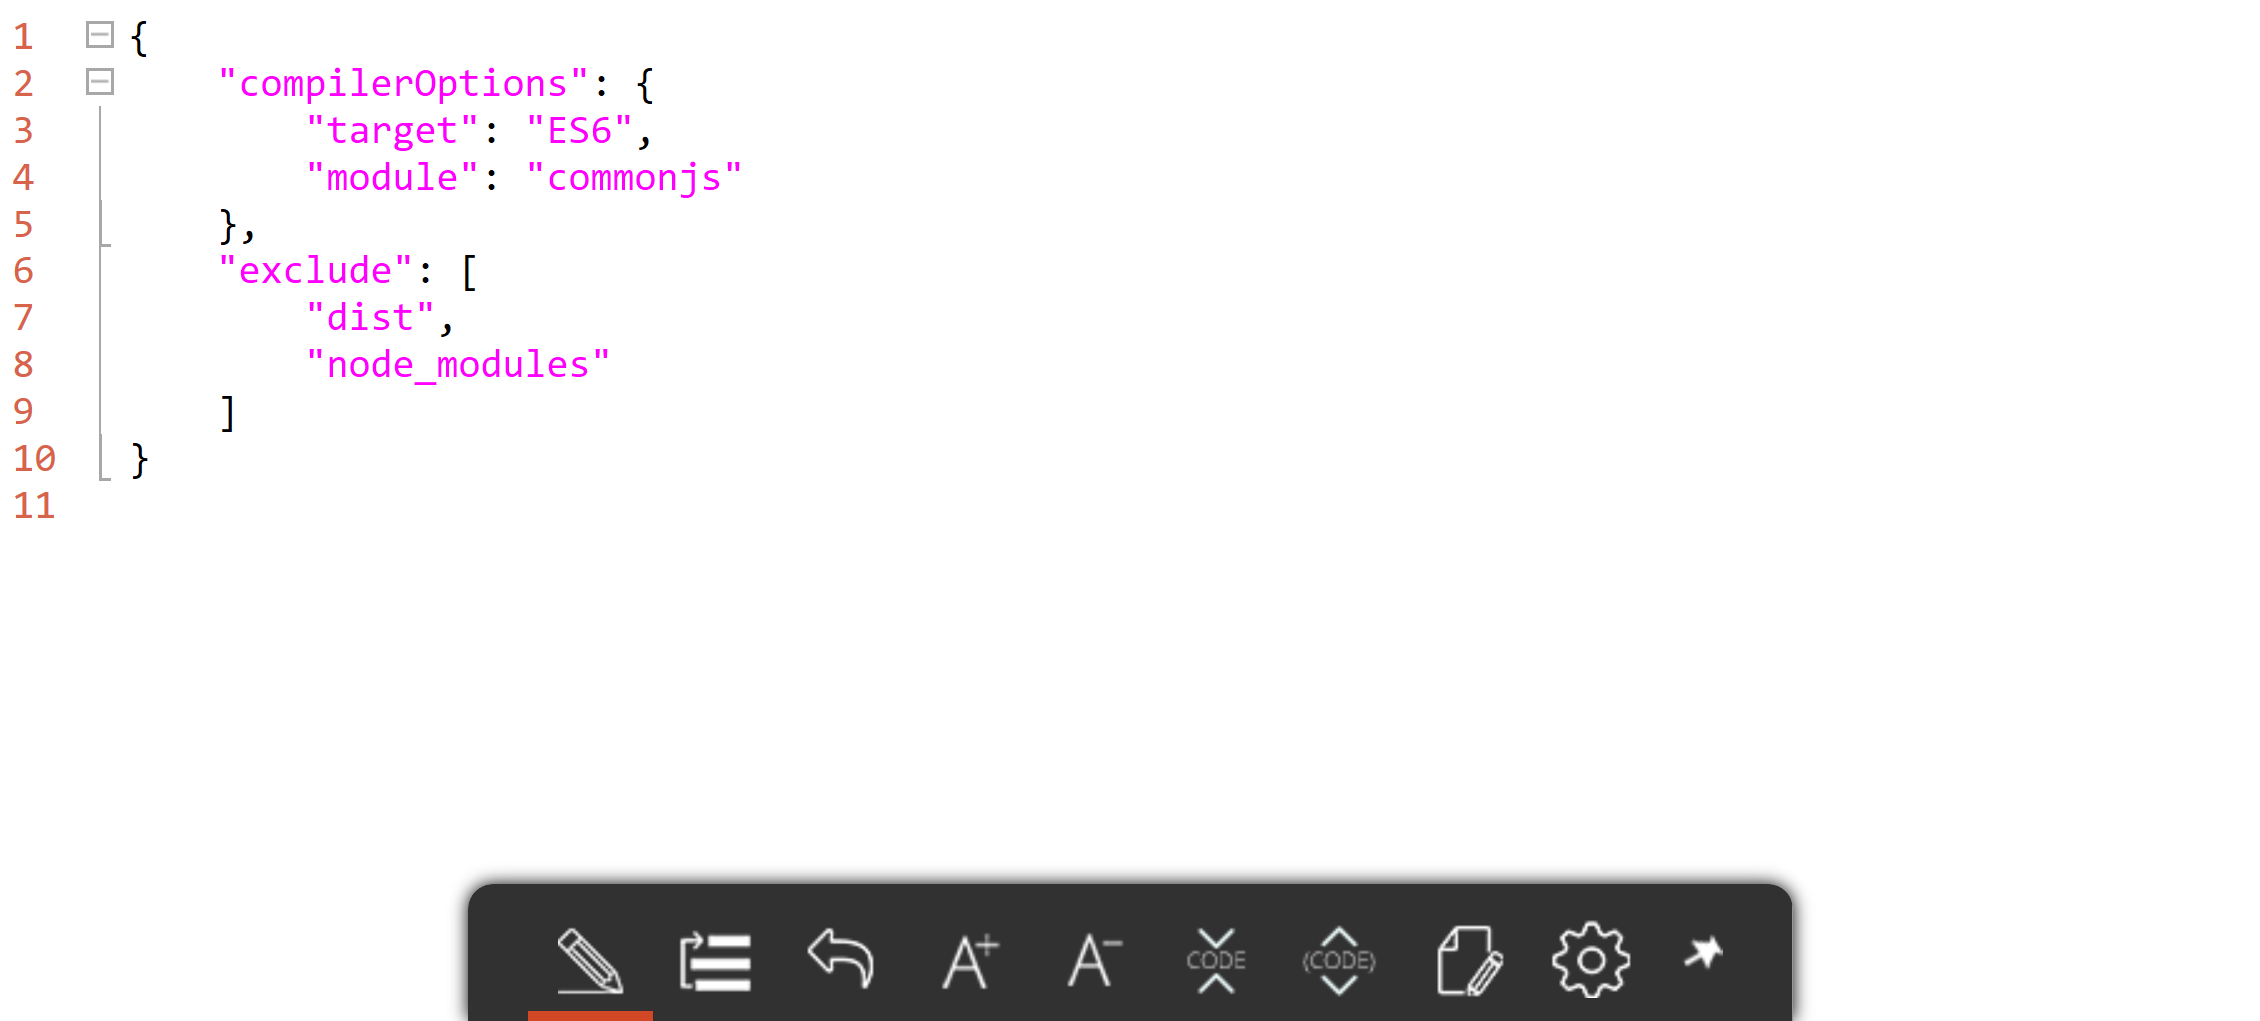 1 {
2     "compilerOptions": {
3         "target": "ES6",
4         "module": "commonjs"
5     },
6     "exclude": [
7         "dist",
8         "node_modules"
9     ]
10 }
11
A+ A- CODE (CODE)